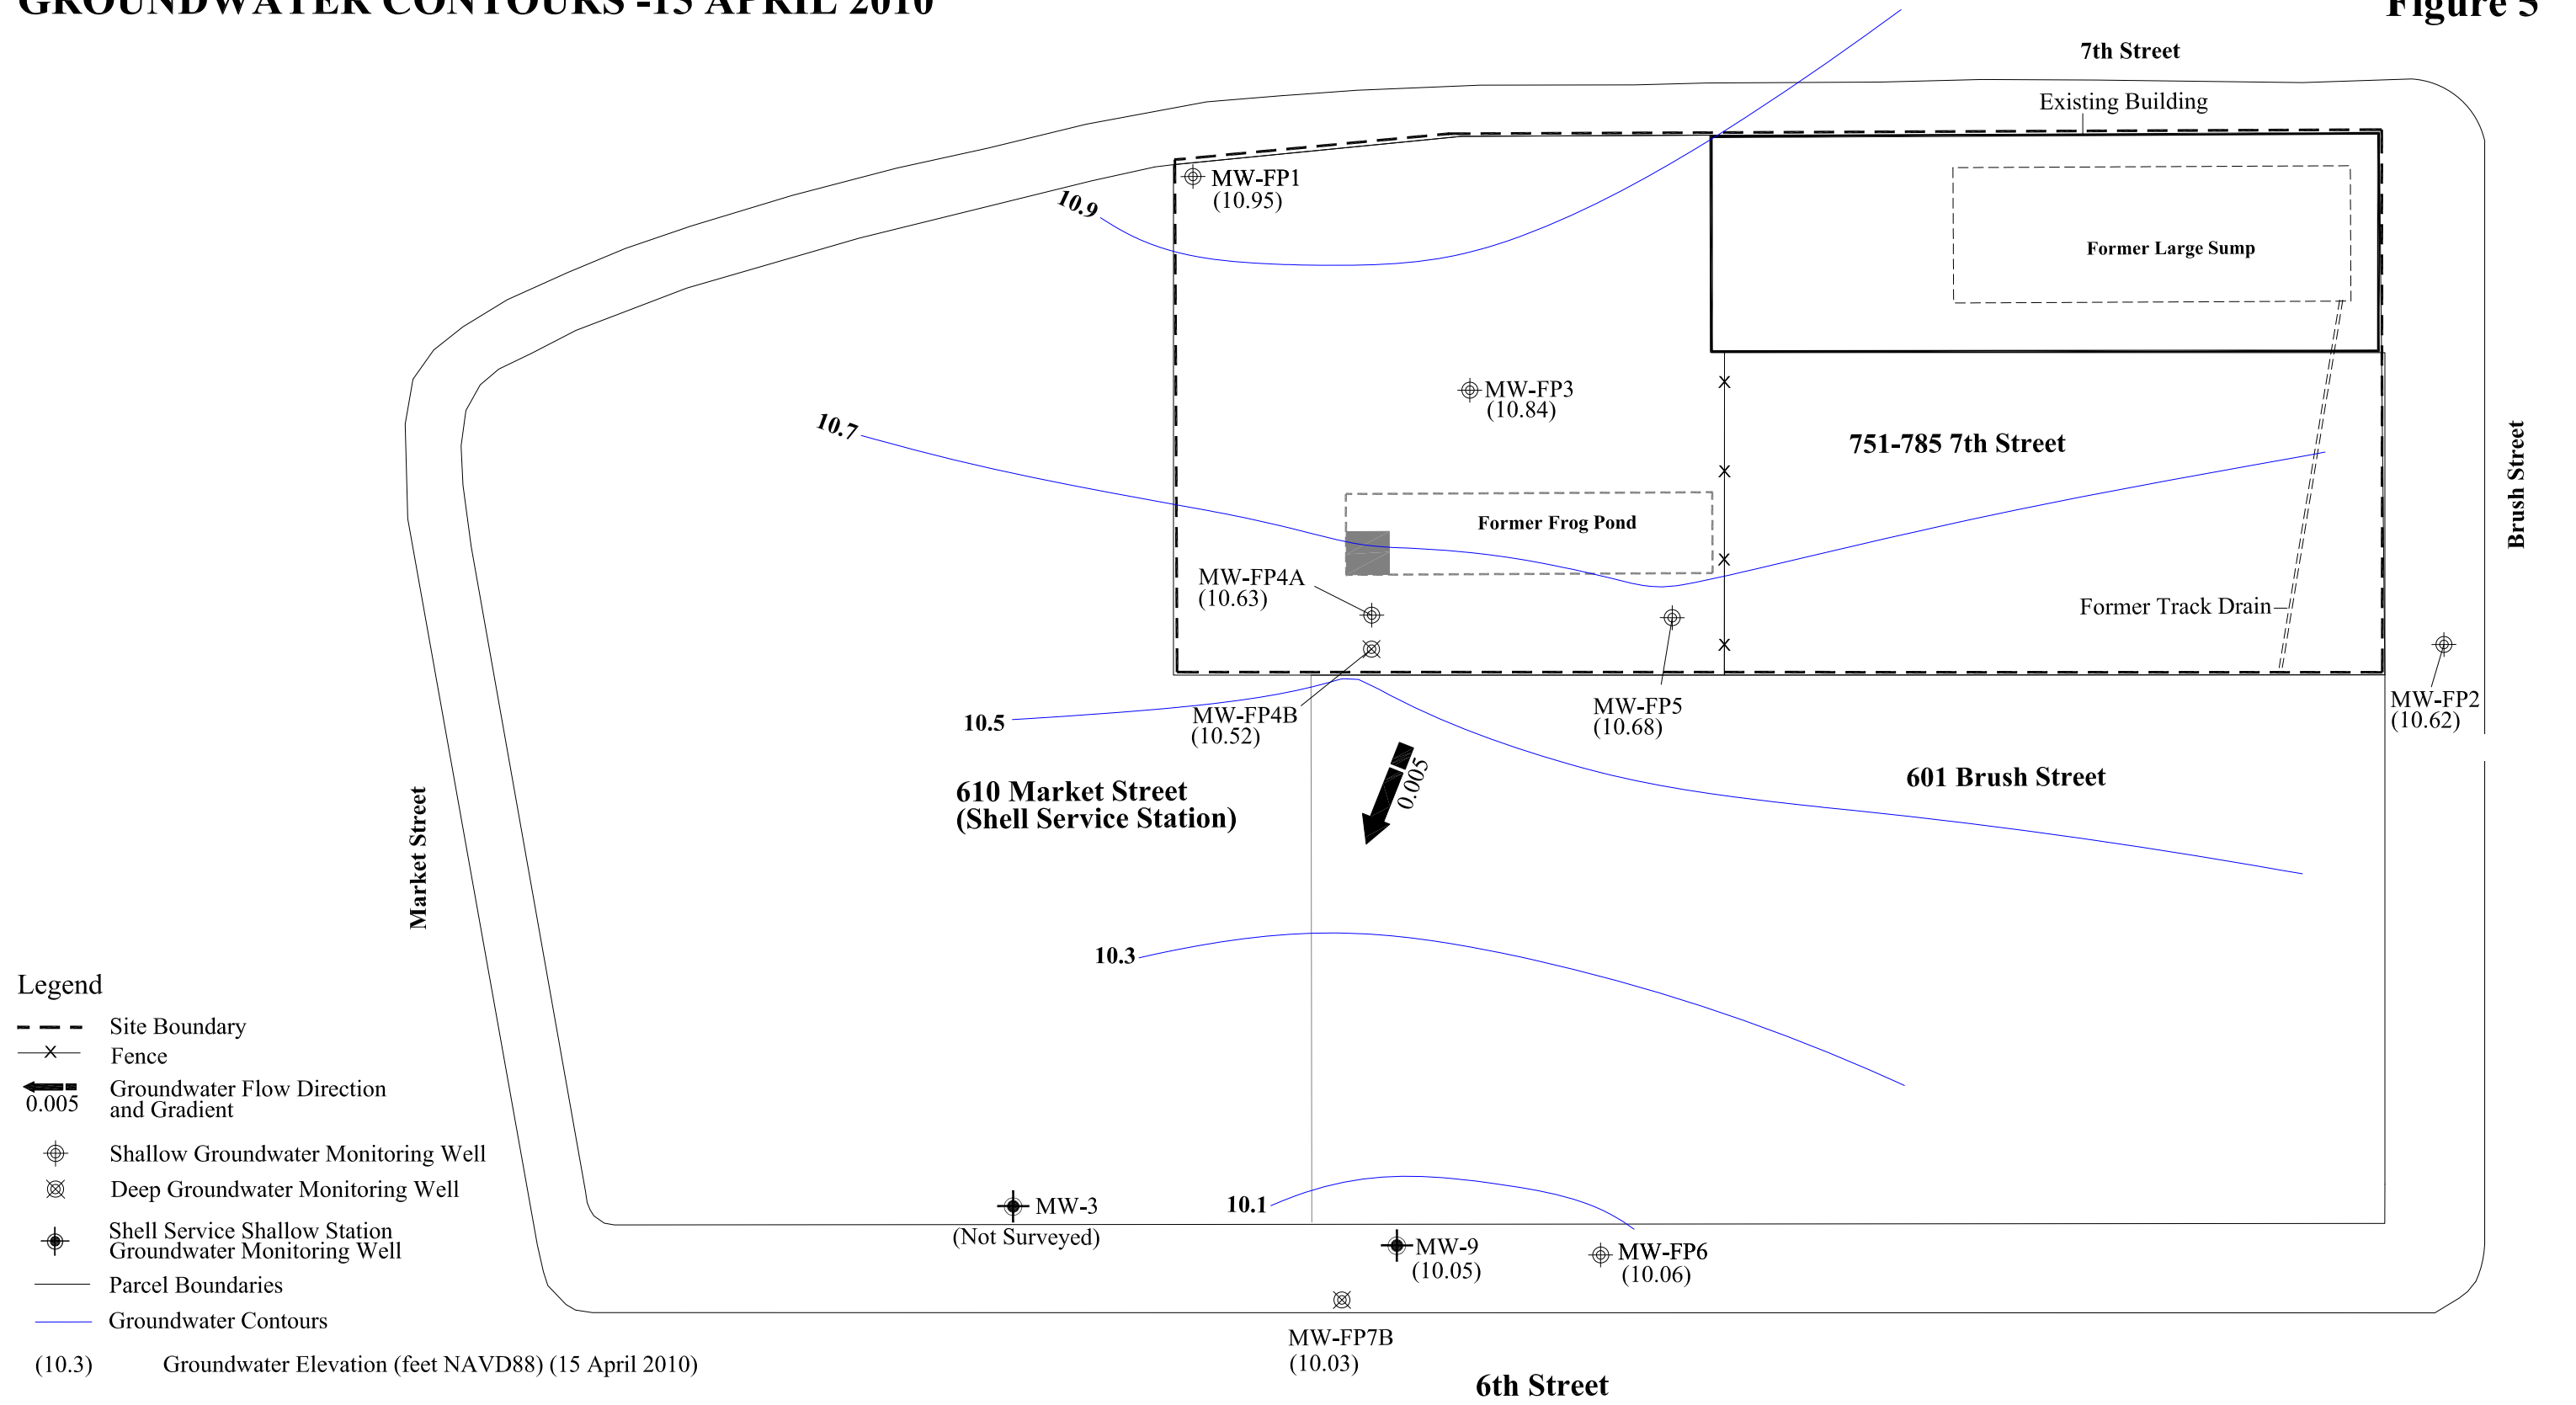 GROUNDWATER CONTOURS -15 APRIL 2010
Figure 5
7th Street
Existing Building
MW-FP1
(10.95)
10.9
Former Large Sump
MW-FP3
(10.84)
10.7
751-785 7th Street
Brush Street
Former Frog Pond
MW-FP4A
(10.63)
Former Track Drain
MW-FP4B
(10.52)
10.5
MW-FP5
(10.68)
MW-FP2
(10.62)
0.005
610 Market Street
(Shell Service Station)
601 Brush Street
Market Street
10.3
10.1
MW-3
(Not Surveyed)
MW-9
(10.05)
MW-FP6
(10.06)
MW-FP7B
(10.03)
6th Street
Legend
Site Boundary
X Fence
Groundwater Flow Direction
and Gradient
0.005
Shallow Groundwater Monitoring Well
Deep Groundwater Monitoring Well
Shell Service Shallow Station
Groundwater Monitoring Well
Parcel Boundaries
Groundwater Contours
(10.3) Groundwater Elevation (feet NAVD88) (15 April 2010)
X
X
X
X